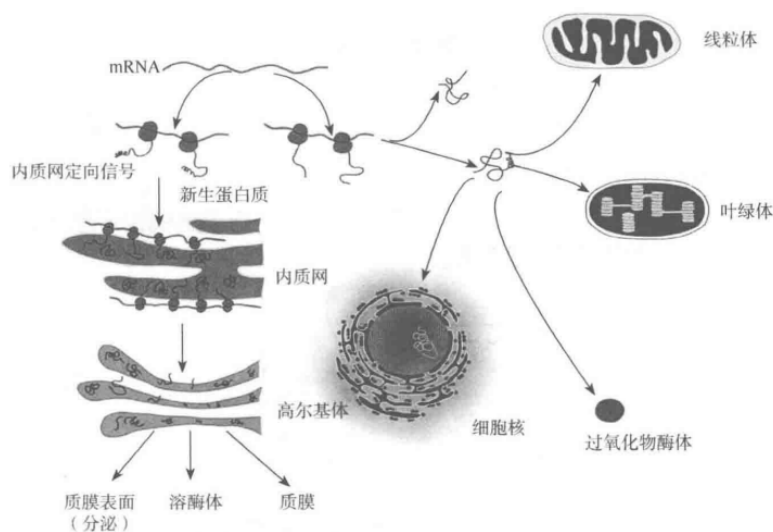 线粒体
mRNA
内质网定向信号
新生蛋白质
叶绿体
内质网
高尔基体
细胞核
过氧化物酶体
质膜表面
（分泌）
溶酶体
质膜